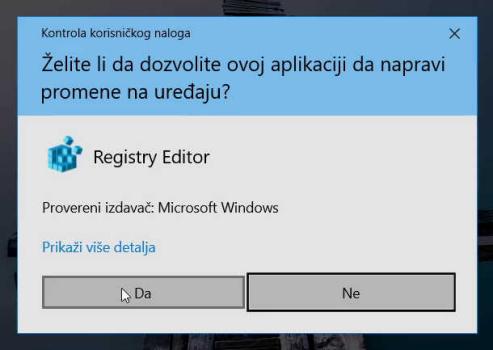 Kontrola korisničkog naloga
Želite li da dozvolite ovoj aplikaciji da napravi
promene na uređaju?
Registry Editor
Provereni izdavač: Microsoft Windows
Prikaži više detalja
Da
Ne